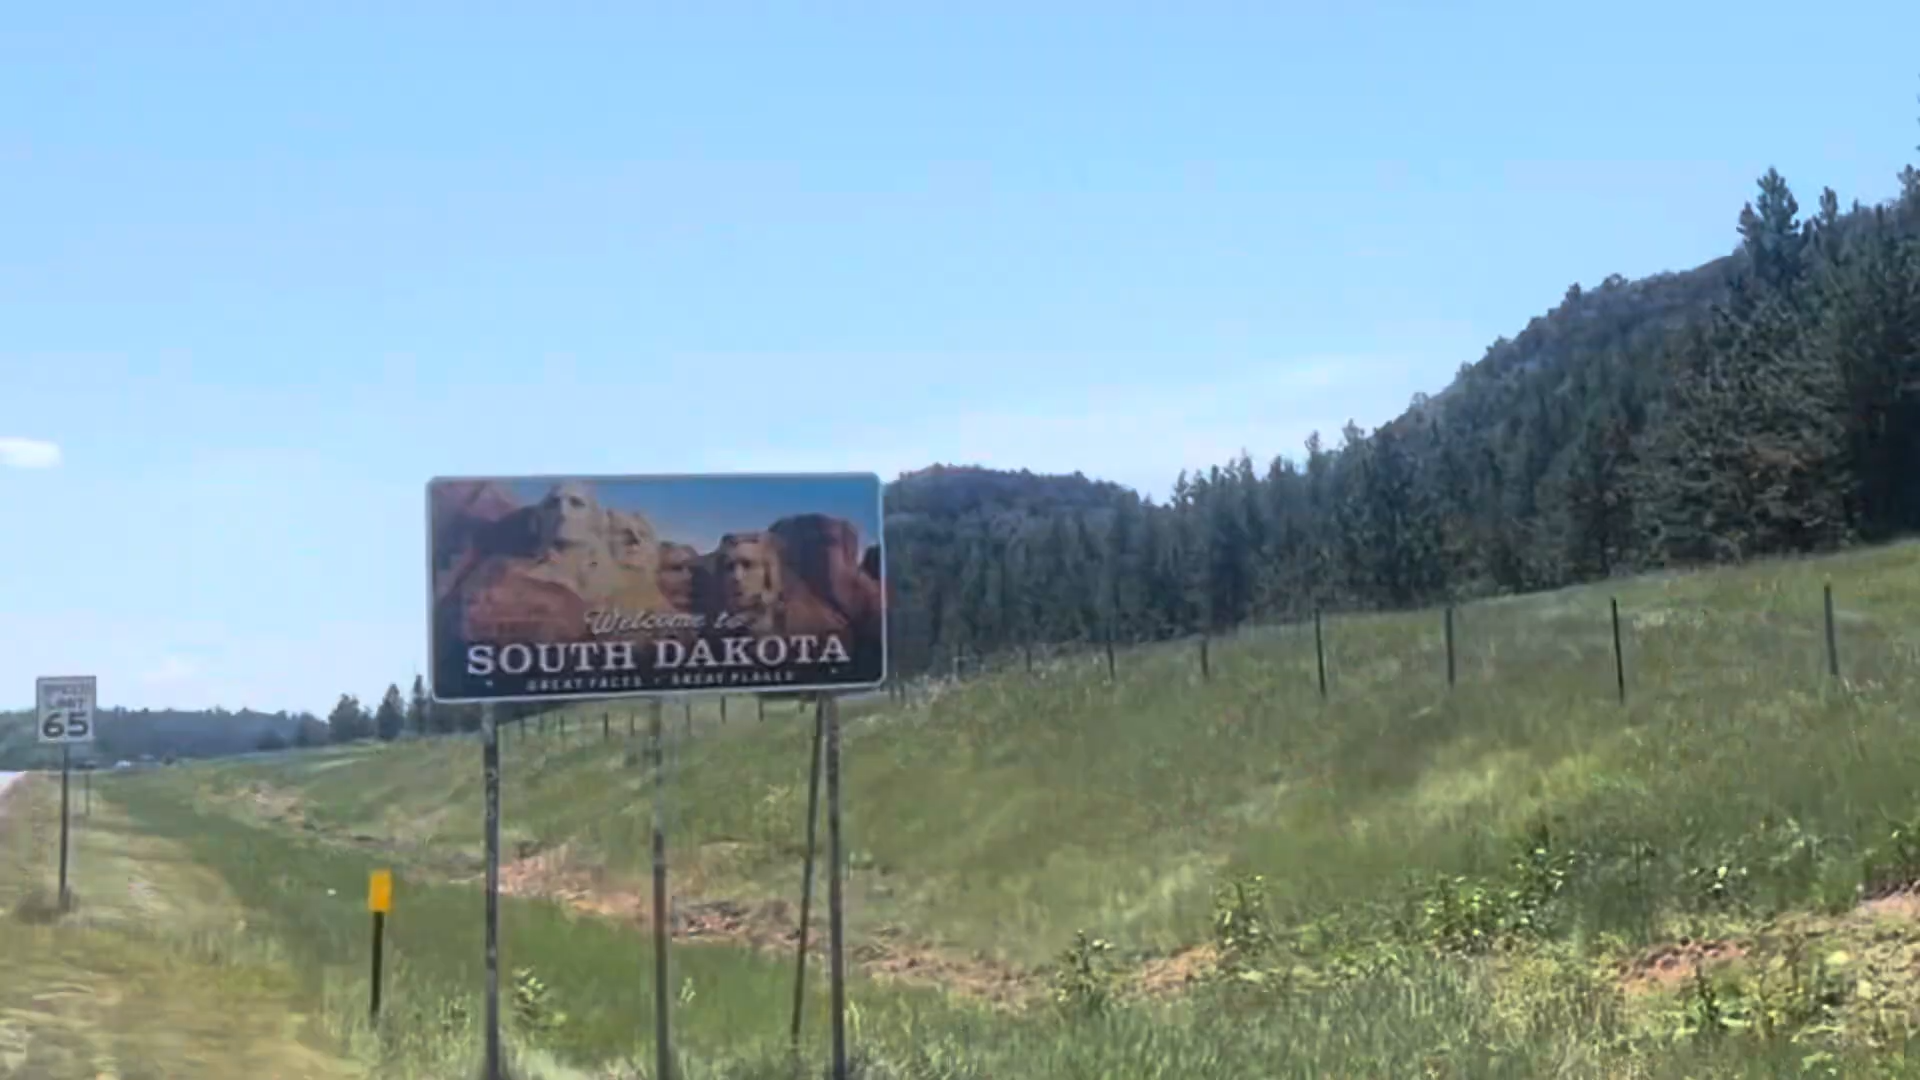 Welcome to
SOUTH DAKOTA
GREAT FACES • GREAT PLACES
SPEED
LIMIT
65